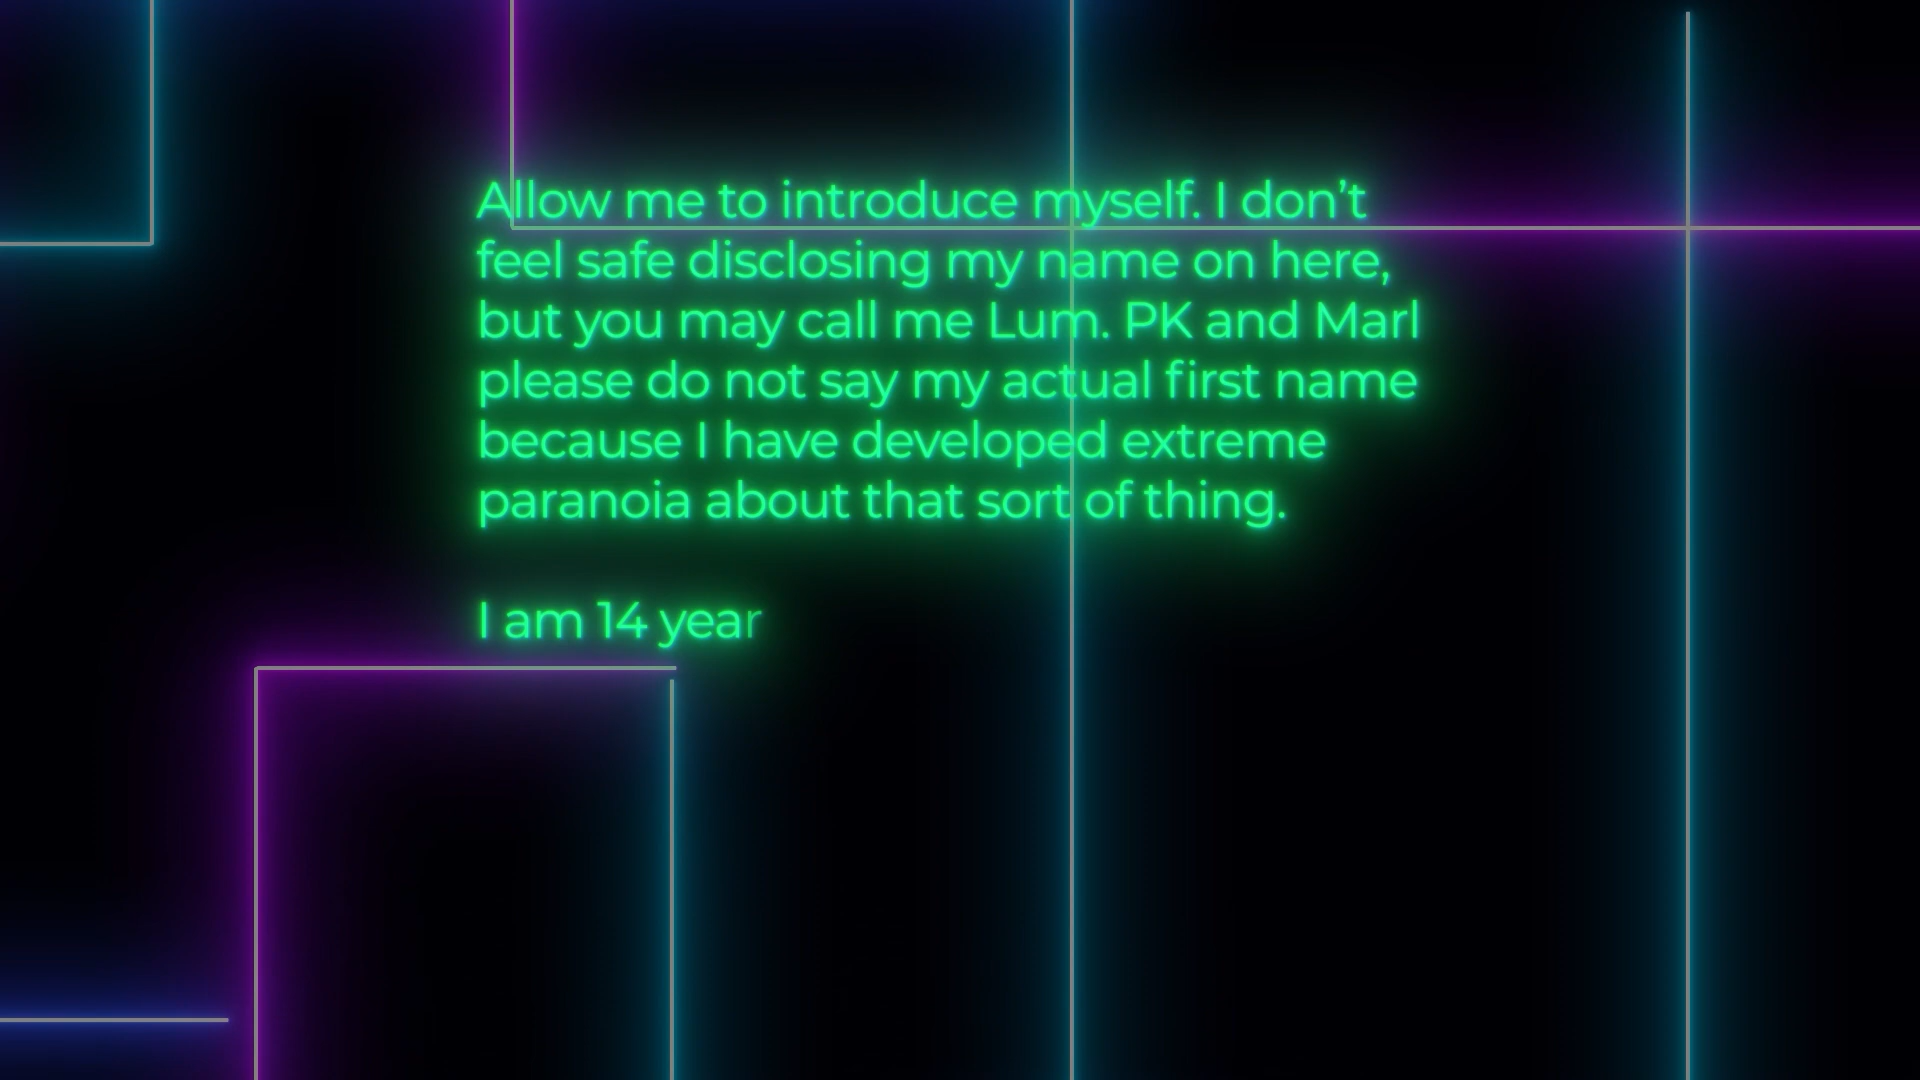 Allow me to introduce myself. I don’t
feel safe disclosing my name on here,
but you may call me Lum. PK and Marl
please do not say my actual first name
because I have developed extreme
paranoia about that sort of thing.
I am 14 year